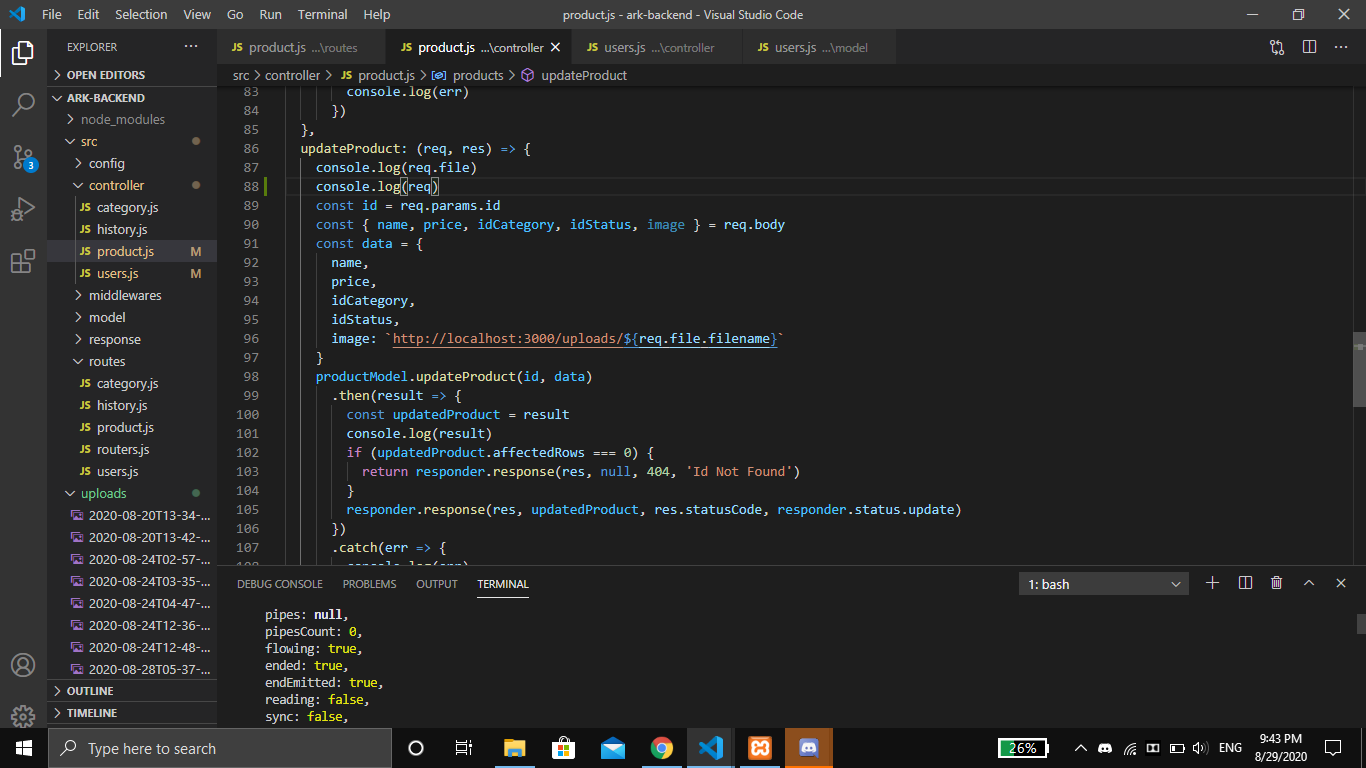 File Edit Selection View Go Run Terminal Help product.js - ark-backend - Visual Studio Code
EXPLORER
OPEN EDITORS
ARK-BACKEND
node_modules
src
config
controller
JS category.js
JS history.js
JS product.js M
JS users.js M
middlewares
model
response
routes
JS category.js
JS history.js
JS product.js
JS routers.js
JS users.js
uploads
2020-08-20T13-34-...
2020-08-20T13-42-...
2020-08-24T02-57-...
2020-08-24T03-35-...
2020-08-24T04-47-...
2020-08-24T12-36-...
2020-08-24T12-48-...
2020-08-28T05-37-...
OUTLINE
TIMELINE
3
JS product.js ...\routes JS product.js ...\controller JS users.js ...\controller JS users.js ...\model
src > controller > JS product.js > products > updateProduct
83 console.log(err)
84 })
85 },
86 updateProduct: (req, res) => {
87 console.log(req.file)
88 console.log(req)
89 const id = req.params.id
90 const { name, price, idCategory, idStatus, image } = req.body
91 const data = {
92 name,
93 price,
94 idCategory,
95 idStatus,
96 image: `http://localhost:3000/uploads/${req.file.filename}`
97 }
98 productModel.updateProduct(id, data)
99 .then(result => {
100 const updatedProduct = result
101 console.log(result)
102 if (updatedProduct.affectedRows === 0) {
103 return responder.response(res, null, 404, 'Id Not Found')
104 }
105 responder.response(res, updatedProduct, res.statusCode, responder.status.update)
106 })
107 .catch(err => {
108 console.log(err)
DEBUG CONSOLE PROBLEMS OUTPUT TERMINAL 1: bash
pipes: null,
pipesCount: 0,
flowing: true,
ended: true,
endEmitted: true,
reading: false,
sync: false,
Type here to search 26% ENG 9:43 PM
8/29/2020